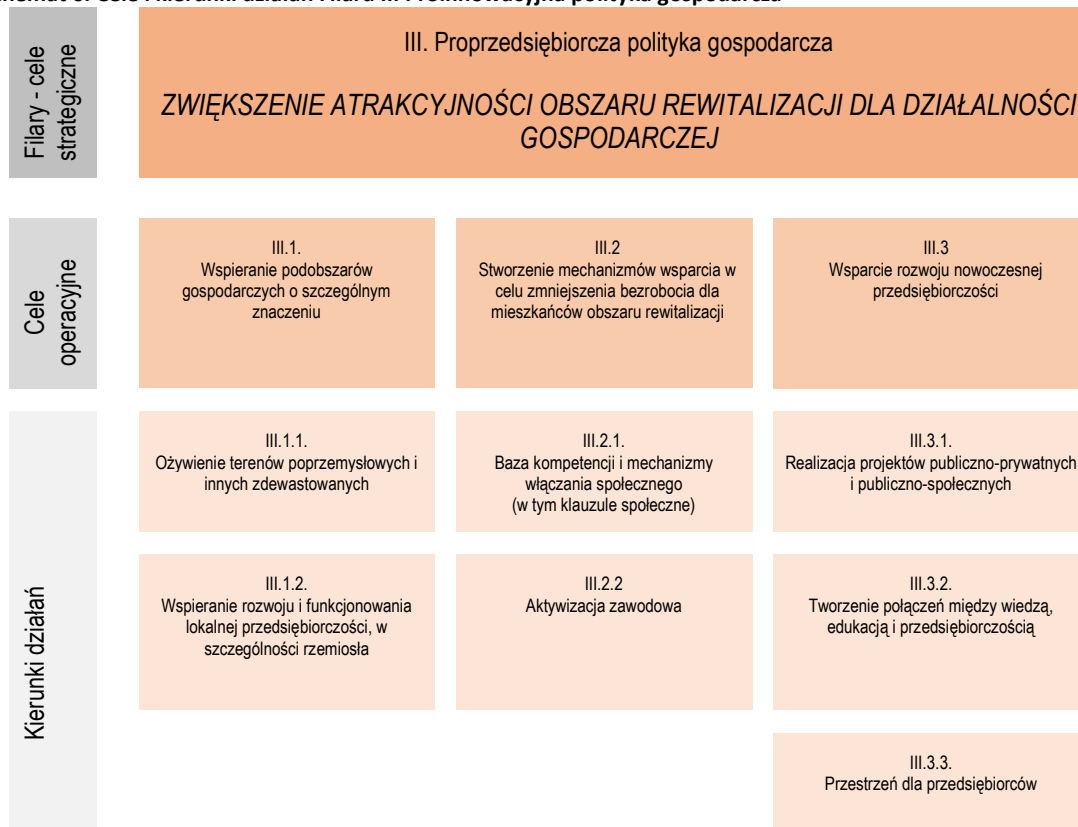 III. Proprzedsiębiorcza polityka gospodarcza
ZWIĘKSZENIE ATRAKCYJNOŚCI OBSZARU REWITALIZACJI DLA DZIAŁALNOŚCI
GOSPODARCZEJ
Filary - cele
strategiczne
Cele
operacyjne
III.1.
Wspieranie podobszarów
gospodarczych o szczególnym
znaczeniu
III.2
Stworzenie mechanizmów wsparcia w
celu zmniejszenia bezrobocia dla
mieszkańców obszaru rewitalizacji
III.3
Wsparcie rozwoju nowoczesnej
przedsiębiorczości
Kierunki działań
III.1.1.
Ożywienie terenów poprzemysłowych i
innych zdewastowanych
III.2.1.
Baza kompetencji i mechanizmy
włączania społecznego
(w tym klauzule społeczne)
III.3.1.
Realizacja projektów publiczno-prywatnych
i publiczno-społecznych
III.1.2.
Wspieranie rozwoju i funkcjonowania
lokalnej przedsiębiorczości, w
szczególności rzemiosła
III.2.2
Aktywizacja zawodowa
III.3.2.
Tworzenie połączeń między wiedzą,
edukacją i przedsiębiorczością
III.3.3.
Przestrzeń dla przedsiębiorców